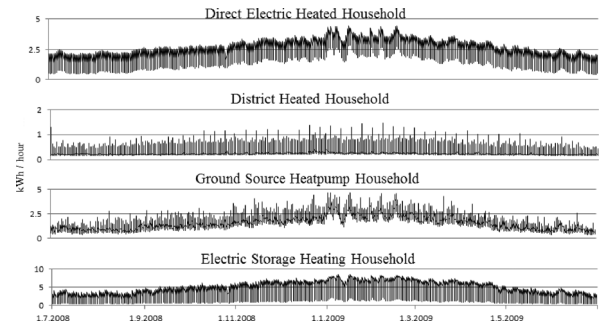 Direct Electric Heated Household
5
2.5
0
District Heated Household
2
1
0
kWh / hour
Ground Source Heatpump Household
5
2.5
0
Electric Storage Heating Household
10
5
0
1.7.2008 1.9.2008 1.11.2008 1.1.2009 1.3.2009 1.5.2009